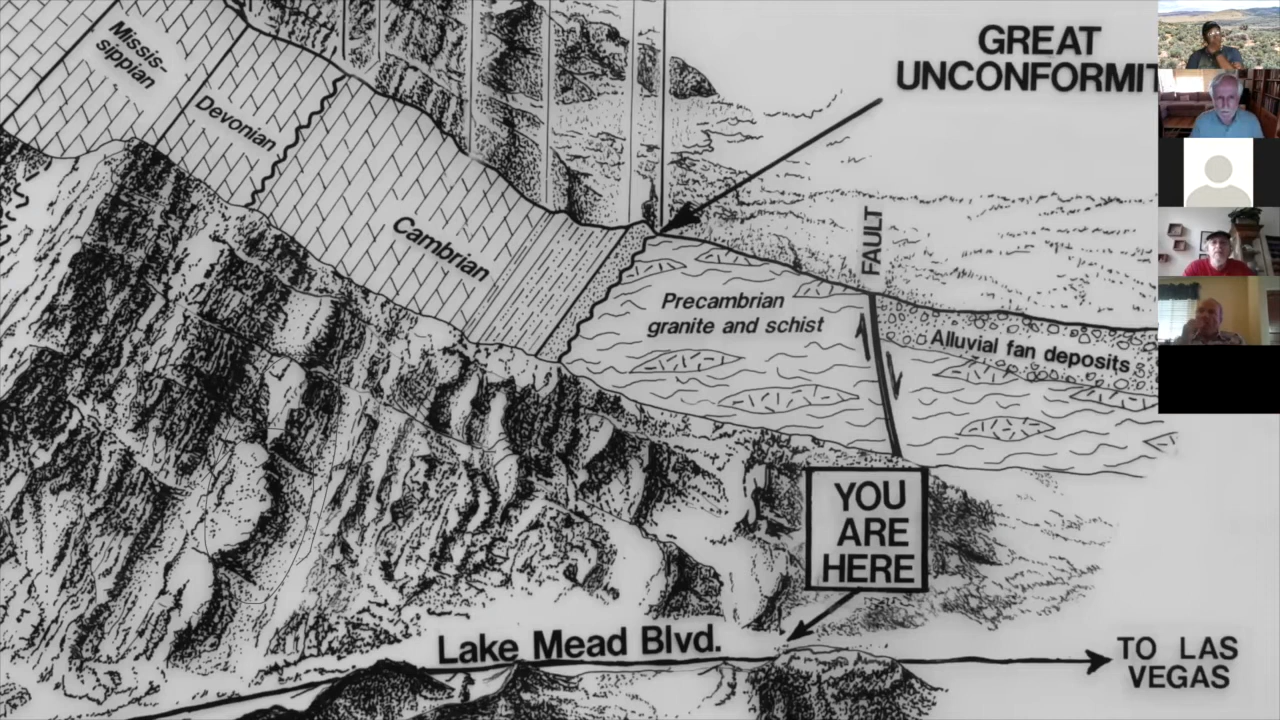 GREAT
UNCONFORMIT
Missis-
sippian
Devonian
Cambrian
FAULT
Precambrian
granite and schist
Alluvial fan deposits
YOU
ARE
HERE
Lake Mead Blvd.
TO LAS
VEGAS